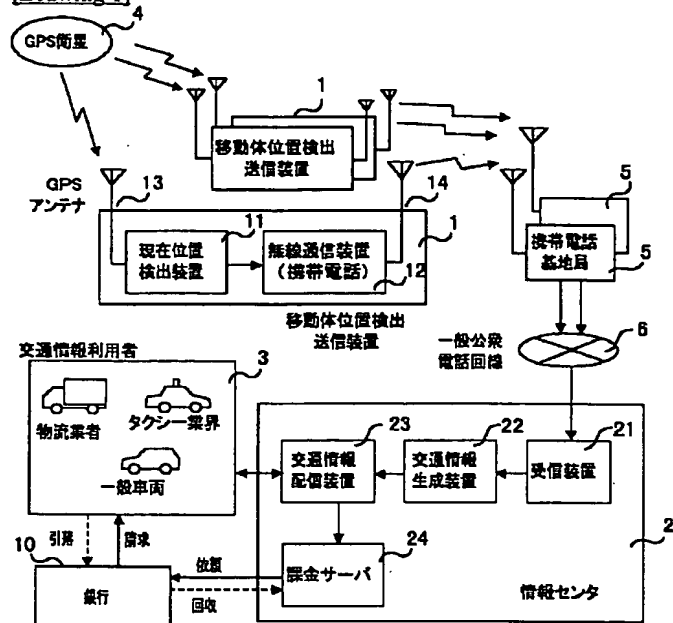 4
GPS衛星
1
移動体位置検出
送信装置
GPS
アンテナ
13
14
11
現在位置
検出装置
無線通信装置
(携帯電話)
12
1
移動体位置検出
送信装置
5
携帯電話
基地局
5
一般公衆
電話回線
6
交通情報利用者
3
物流業者
タクシー業界
一般車両
23
交通情報
配信装置
22
交通情報
生成装置
21
受信装置
24
課金サーバ
2
情報センタ
引落
請求
10
銀行
依頼
回収